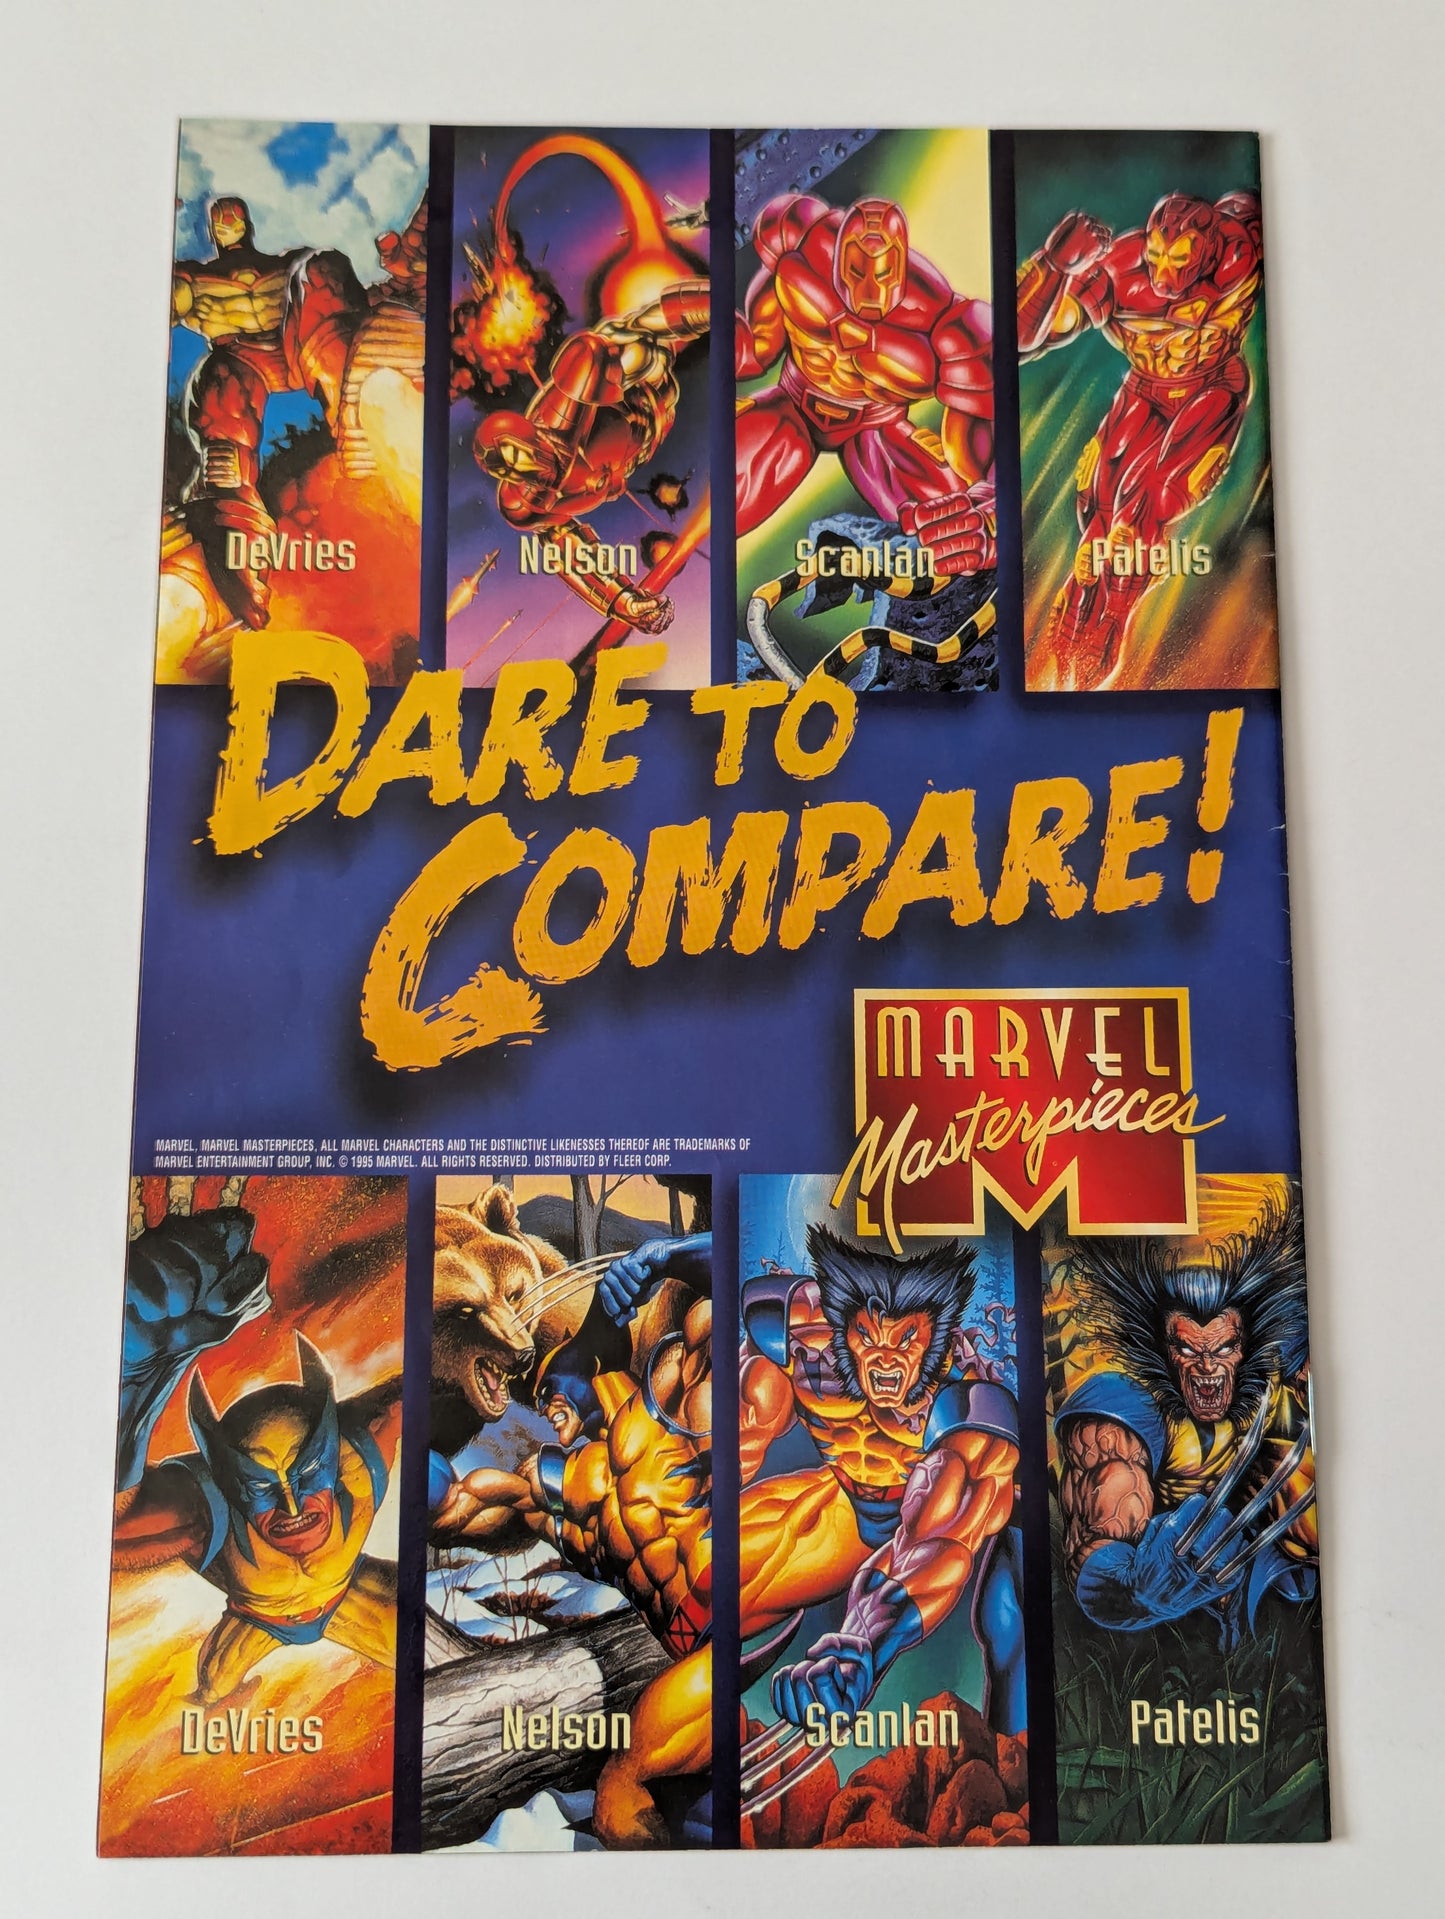 DeVries
Nelson
Scanlan
Patelis
DARE TO
COMPARE!
MARVEL
Masterpieces
MARVEL, MARVEL MASTERPIECES, ALL MARVEL CHARACTERS AND THE DISTINCTIVE LIKENESSES THEREOF ARE TRADEMARKS OF
MARVEL ENTERTAINMENT GROUP, INC. © 1995 MARVEL. ALL RIGHTS RESERVED. DISTRIBUTED BY FLEER CORP.
DeVries
Nelson
Scanlan
Patelis